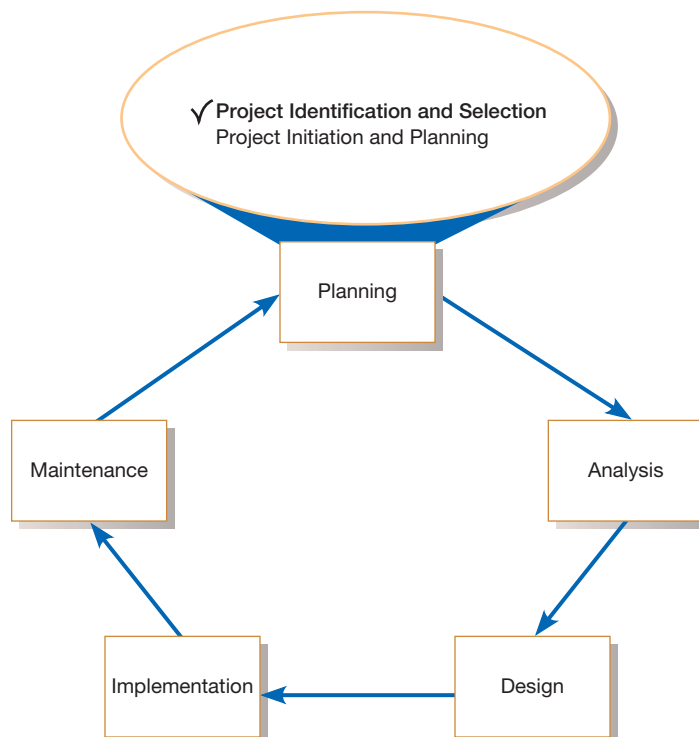 ✓Project Identification and Selection
Project Initiation and Planning
Planning
Maintenance
Analysis
Implementation
Design